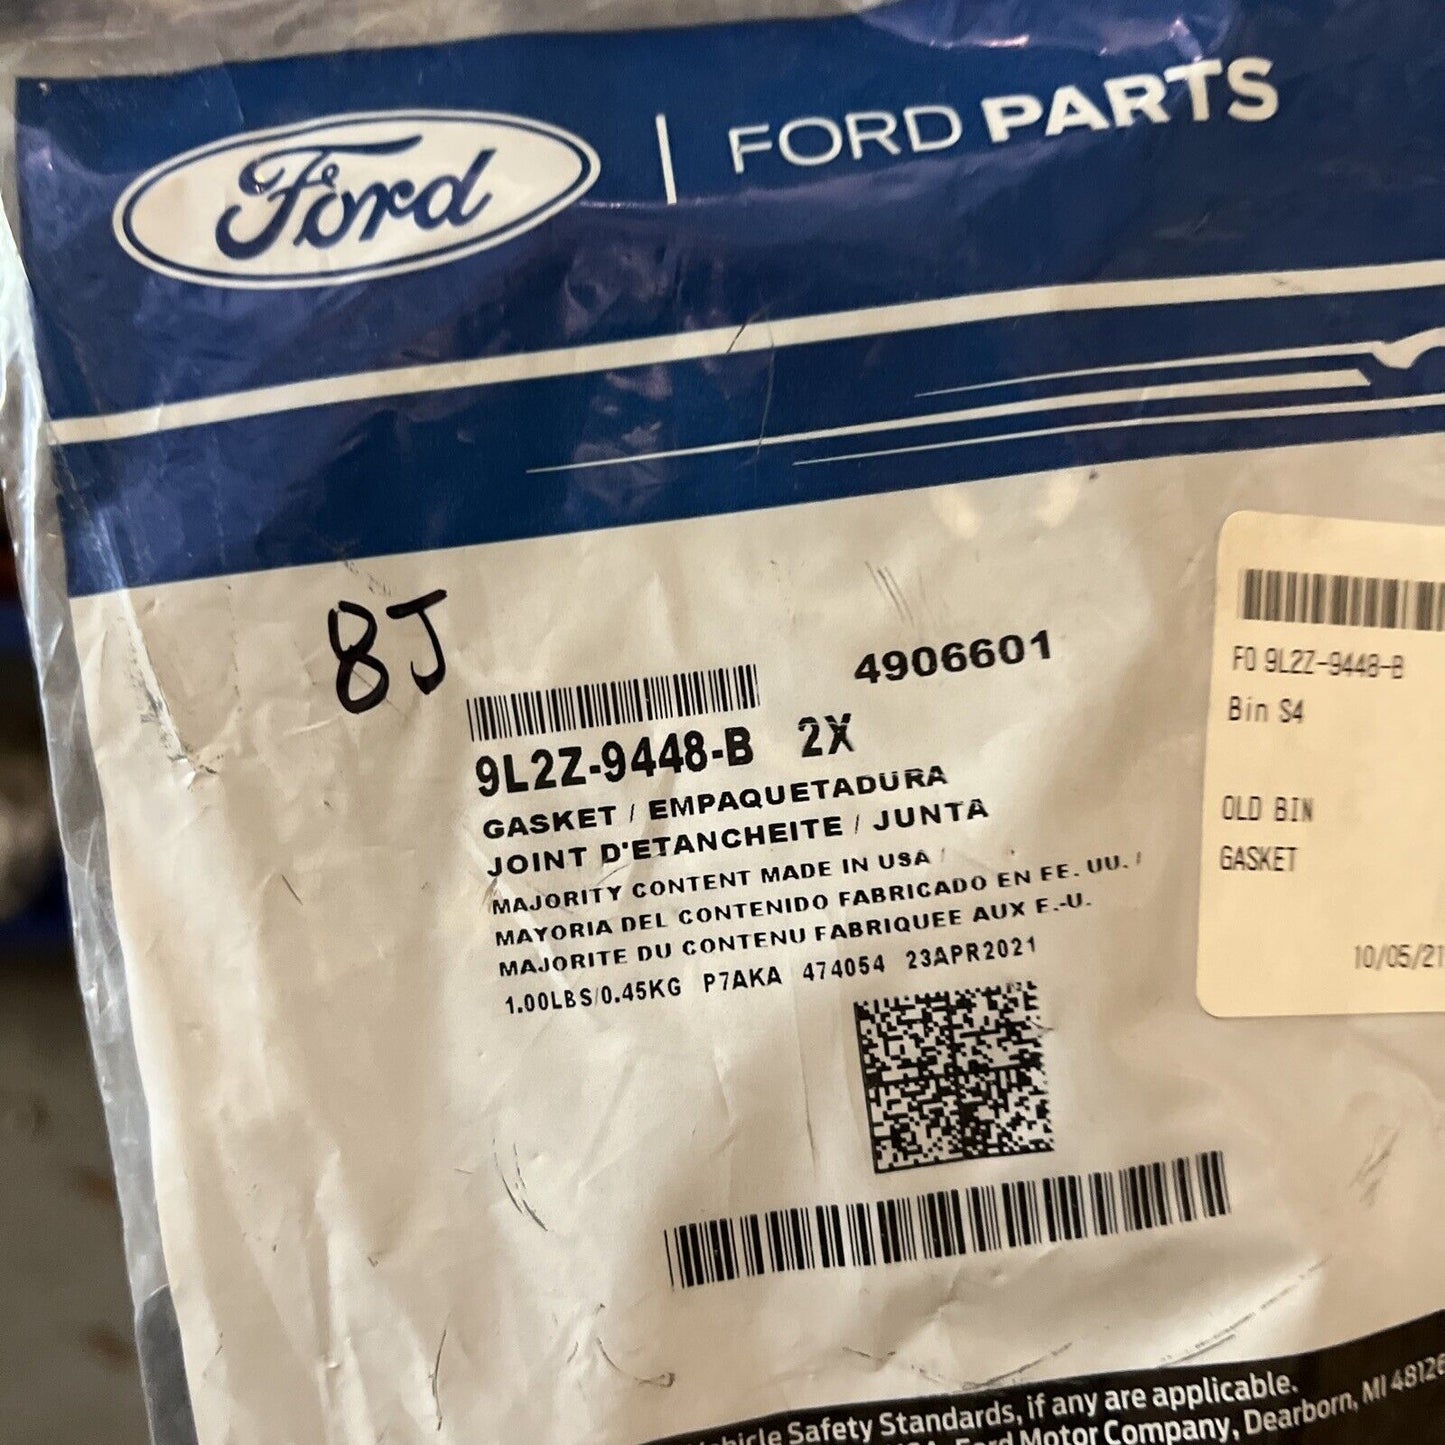 Ford | FORD PARTS
8J
4906601
9L2Z-9448-B 2X
GASKET / EMPAQUETADURA
JOINT D'ETANCHEITE / JUNTA
MAJORITY CONTENT MADE IN USA /
MAYORIA DEL CONTENIDO FABRICADO EN EE. UU. /
MAJORITE DU CONTENU FABRIQUEE AUX E.-U.
1.00LBS/0.45KG P7AKA 474054 23APR2021
FO 9L2Z-9448-B
Bin S4
OLD BIN
GASKET
10/05/21
Safety Standards, if any are applicable.
Ford Motor Company, Dearborn, MI 48126